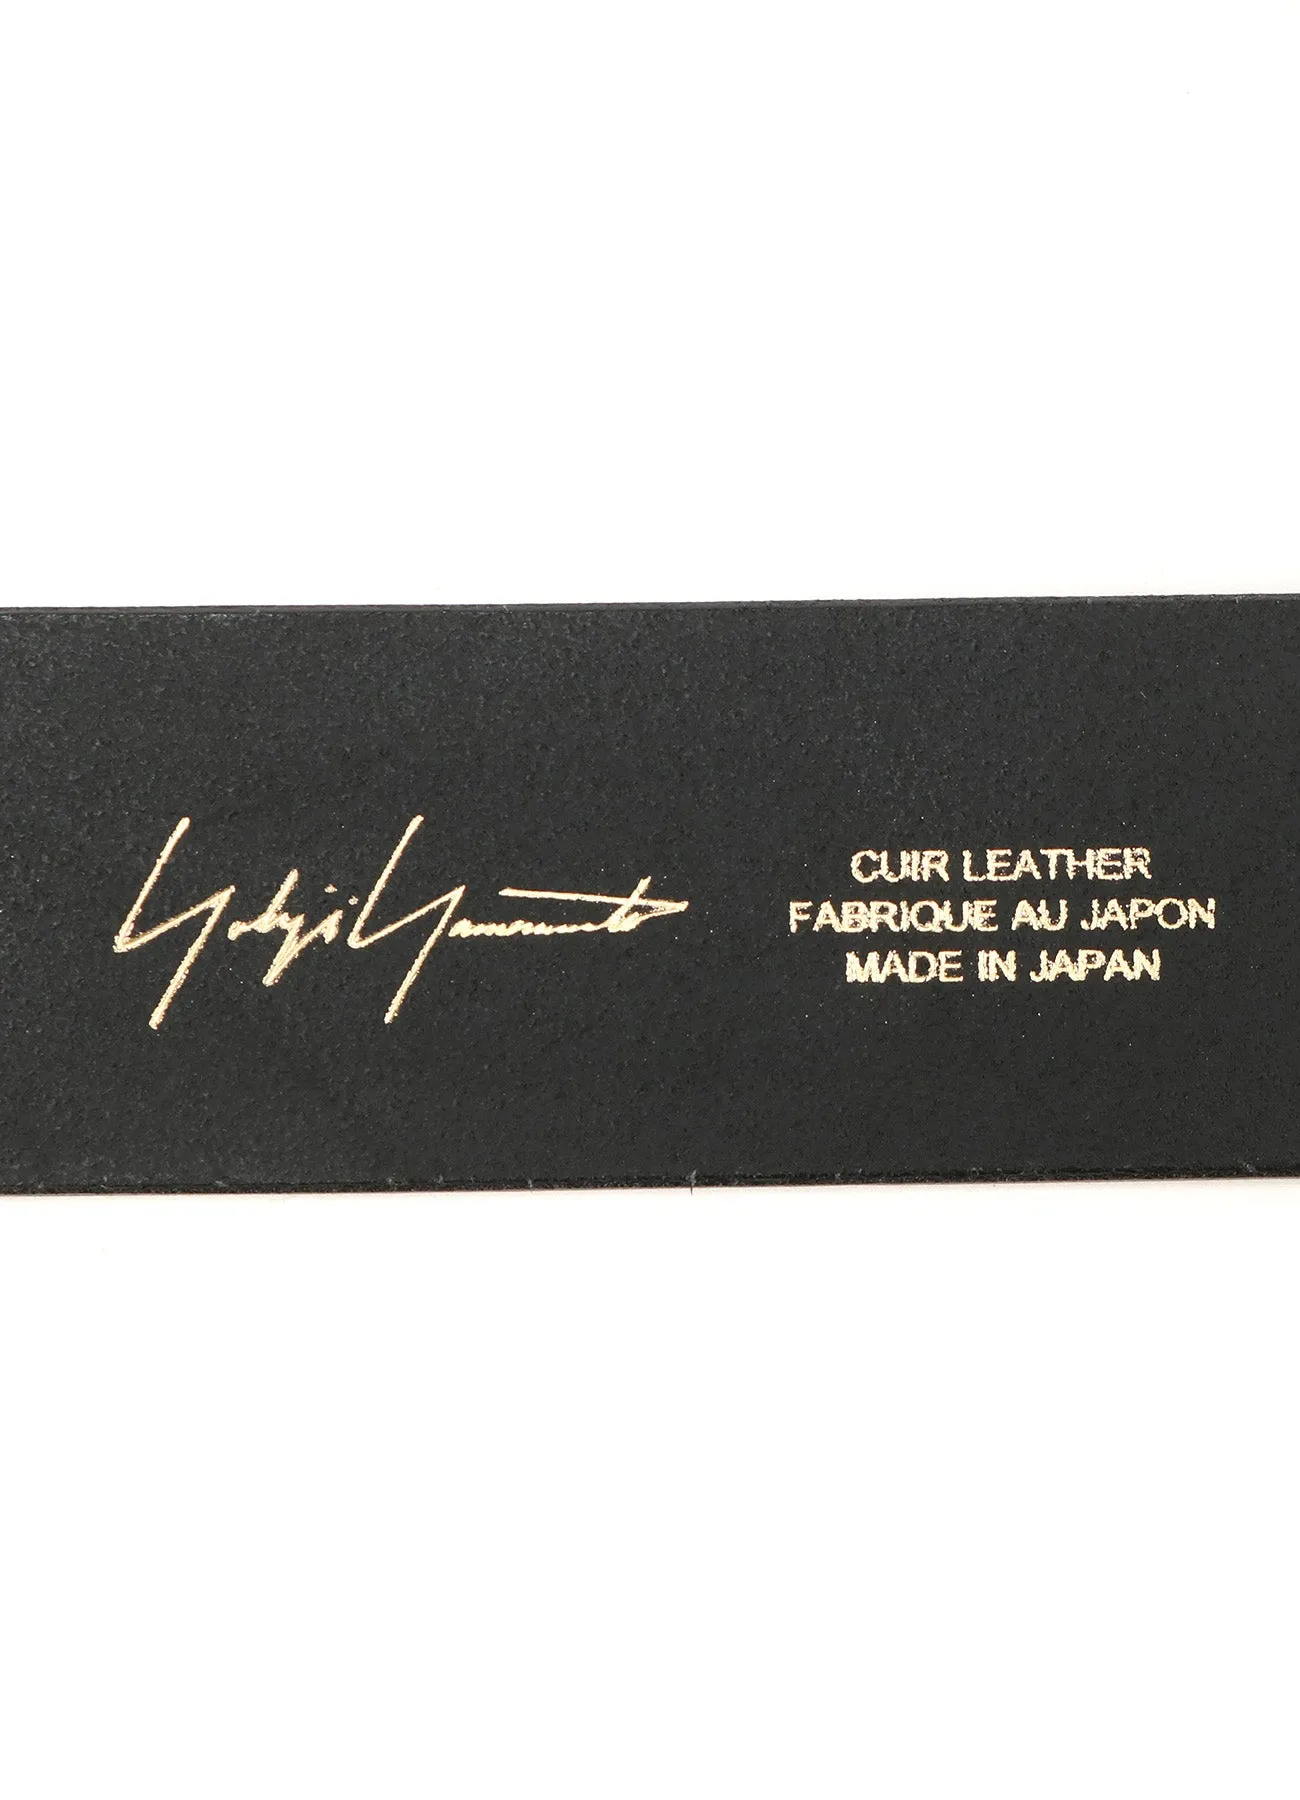 Yohji Yamamoto
CUIR LEATHER
FABRIQUE AU JAPON
MADE IN JAPAN